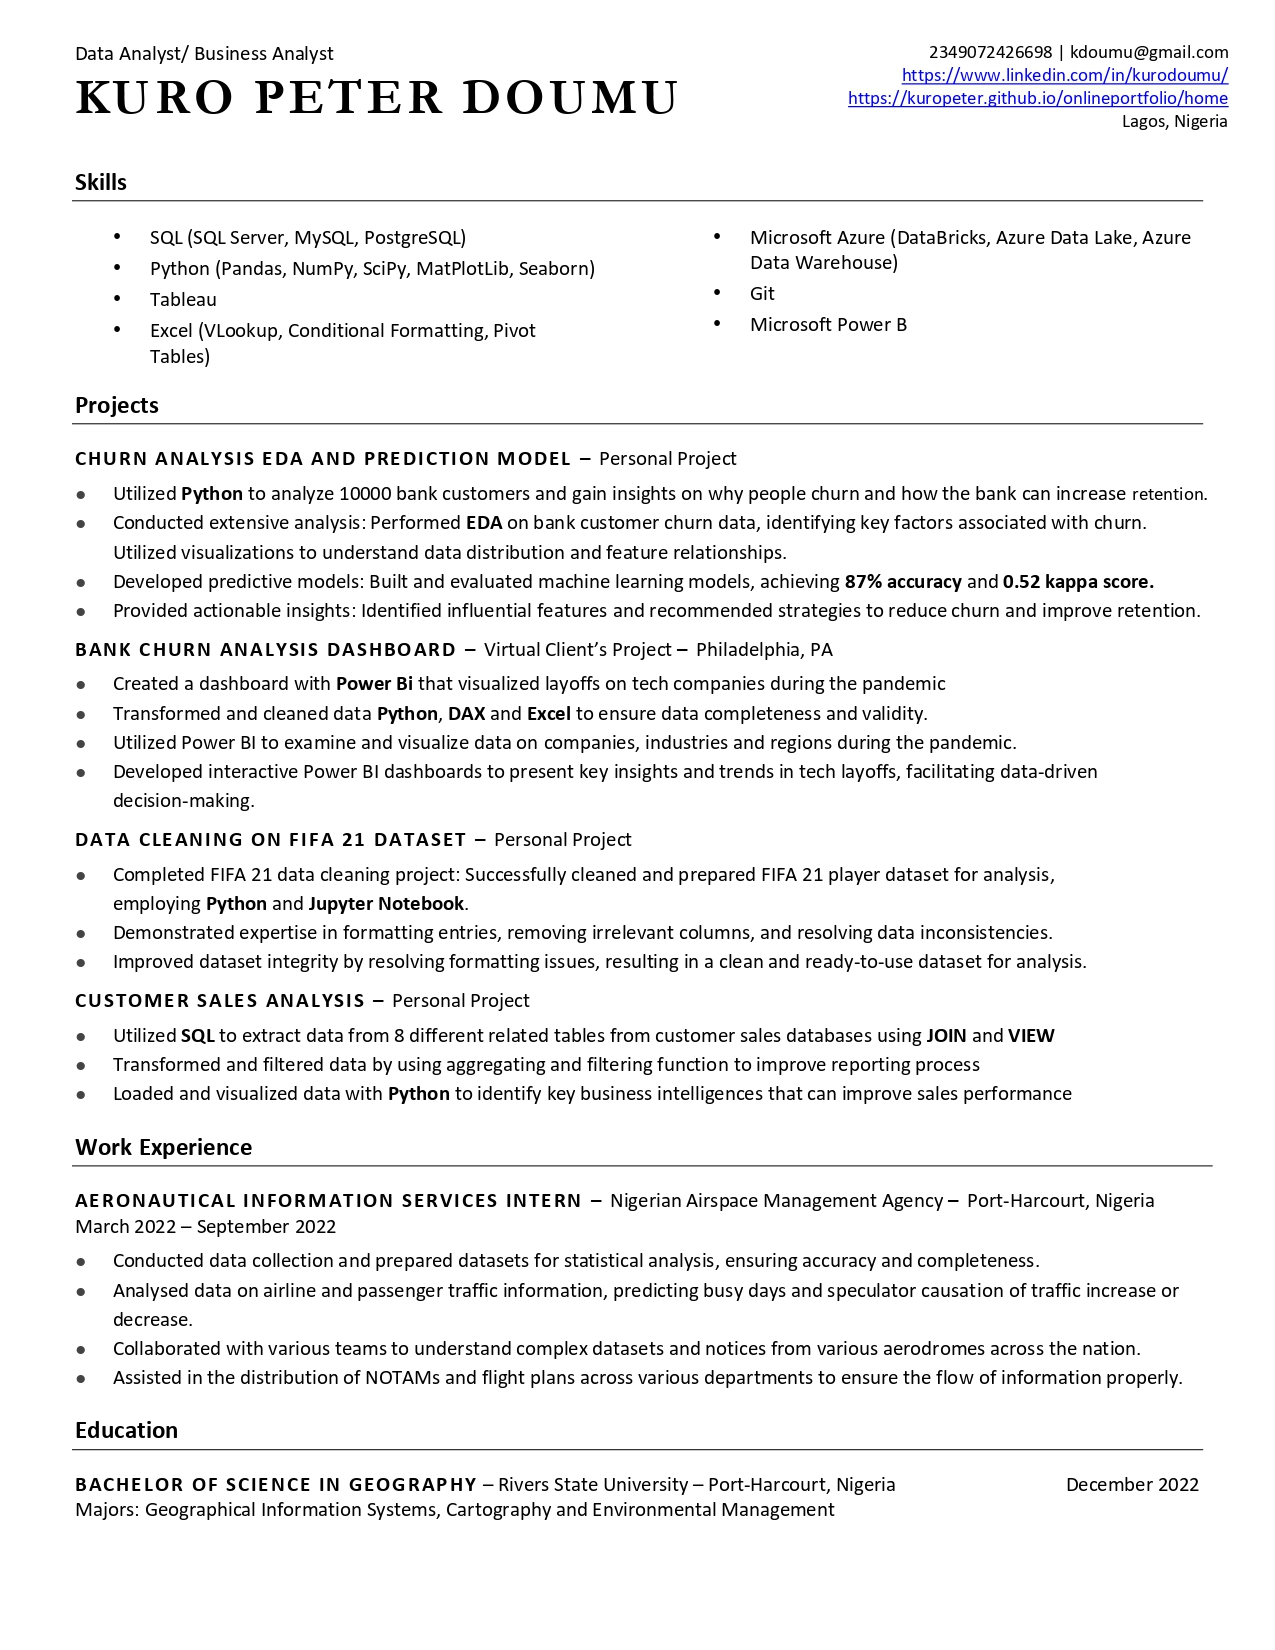 Data Analyst/ Business Analyst
KURO PETER DOUMU
2349072426698 | kdoumu@gmail.com
https://www.linkedin.com/in/kurodoumu/
https://kuropeter.github.io/onlineportfolio/home
Lagos, Nigeria
Skills
• SQL (SQL Server, MySQL, PostgreSQL)
• Python (Pandas, NumPy, SciPy, MatPlotLib, Seaborn)
• Tableau
• Excel (VLookup, Conditional Formatting, Pivot
Tables)
• Microsoft Azure (DataBricks, Azure Data Lake, Azure
Data Warehouse)
• Git
• Microsoft Power B
Projects
CHURN ANALYSIS EDA AND PREDICTION MODEL – Personal Project
● Utilized Python to analyze 10000 bank customers and gain insights on why people churn and how the bank can increase retention.
● Conducted extensive analysis: Performed EDA on bank customer churn data, identifying key factors associated with churn.
Utilized visualizations to understand data distribution and feature relationships.
● Developed predictive models: Built and evaluated machine learning models, achieving 87% accuracy and 0.52 kappa score.
● Provided actionable insights: Identified influential features and recommended strategies to reduce churn and improve retention.
BANK CHURN ANALYSIS DASHBOARD – Virtual Client’s Project – Philadelphia, PA
● Created a dashboard with Power Bi that visualized layoffs on tech companies during the pandemic
● Transformed and cleaned data Python, DAX and Excel to ensure data completeness and validity.
● Utilized Power BI to examine and visualize data on companies, industries and regions during the pandemic.
● Developed interactive Power BI dashboards to present key insights and trends in tech layoffs, facilitating data-driven
decision-making.
DATA CLEANING ON FIFA 21 DATASET – Personal Project
● Completed FIFA 21 data cleaning project: Successfully cleaned and prepared FIFA 21 player dataset for analysis,
employing Python and Jupyter Notebook.
● Demonstrated expertise in formatting entries, removing irrelevant columns, and resolving data inconsistencies.
● Improved dataset integrity by resolving formatting issues, resulting in a clean and ready-to-use dataset for analysis.
CUSTOMER SALES ANALYSIS – Personal Project
● Utilized SQL to extract data from 8 different related tables from customer sales databases using JOIN and VIEW
● Transformed and filtered data by using aggregating and filtering function to improve reporting process
● Loaded and visualized data with Python to identify key business intelligences that can improve sales performance
Work Experience
AERONAUTICAL INFORMATION SERVICES INTERN – Nigerian Airspace Management Agency – Port-Harcourt, Nigeria
March 2022 – September 2022
● Conducted data collection and prepared datasets for statistical analysis, ensuring accuracy and completeness.
● Analysed data on airline and passenger traffic information, predicting busy days and speculator causation of traffic increase or
decrease.
● Collaborated with various teams to understand complex datasets and notices from various aerodromes across the nation.
● Assisted in the distribution of NOTAMs and flight plans across various departments to ensure the flow of information properly.
Education
BACHELOR OF SCIENCE IN GEOGRAPHY – Rivers State University – Port-Harcourt, Nigeria December 2022
Majors: Geographical Information Systems, Cartography and Environmental Management